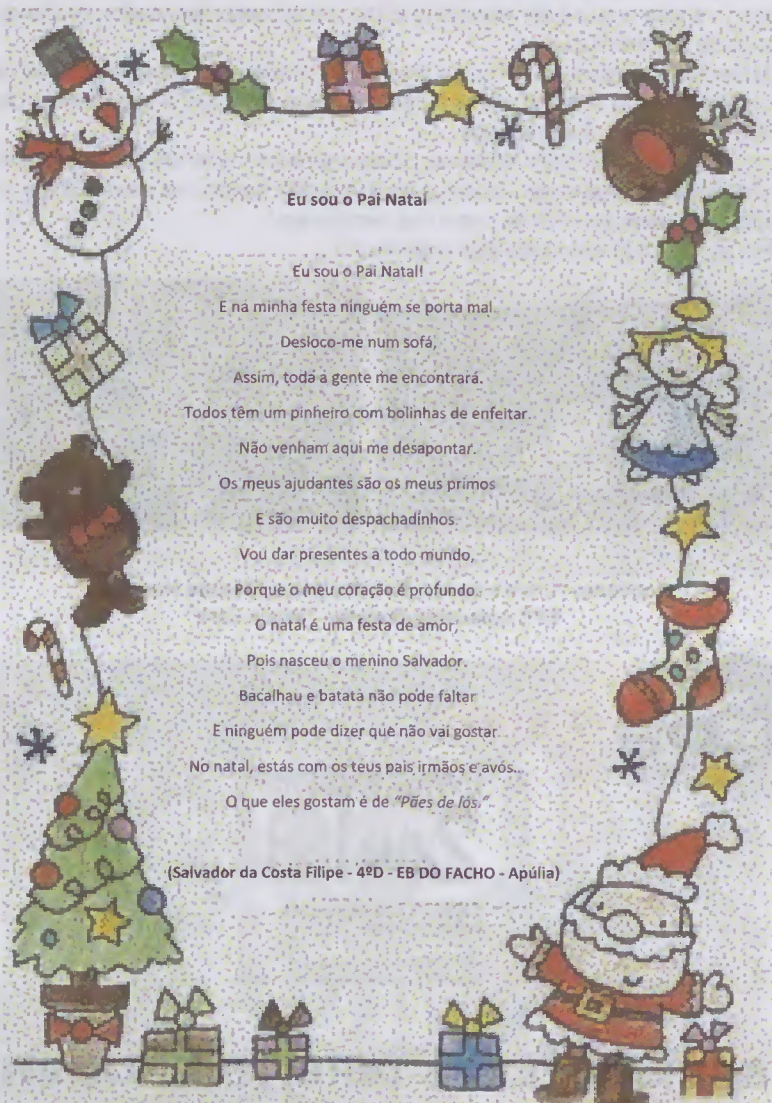 Eu sou o Pai Natal
Eu sou o Pai Natal!
E na minha festa ninguém se porta mal.
Desloco-me num sofá,
Assim, toda a gente me encontrará.
Todos têm um pinheiro com bolinhas de enfeitar.
Não venham aqui me desapontar.
Os meus ajudantes são os meus primos
E são muito despachadinhos.
Vou dar presentes a todo mundo,
Porque o meu coração é profundo.
O natal é uma festa de amor,
Pois nasceu o menino Salvador.
Bacalhau e batata não pode faltar
E ninguém pode dizer que não vai gostar.
No natal, estás com os teus pais irmãos e avós...
O que eles gostam é de "Pães de lós."
(Salvador da Costa Filipe - 4ºD - EB DO FACHO - Apúlia)